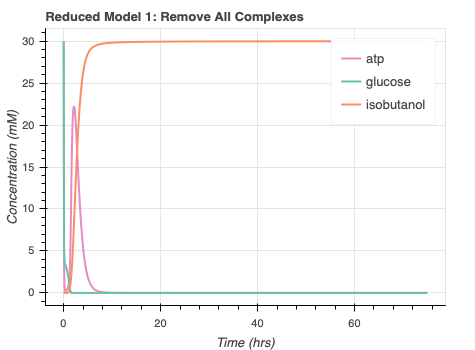 Reduced Model 1: Remove All Complexes
30
25
20
15
10
5
0
Concentration (mM)
atp
glucose
isobutanol
0
20
40
60
Time (hrs)